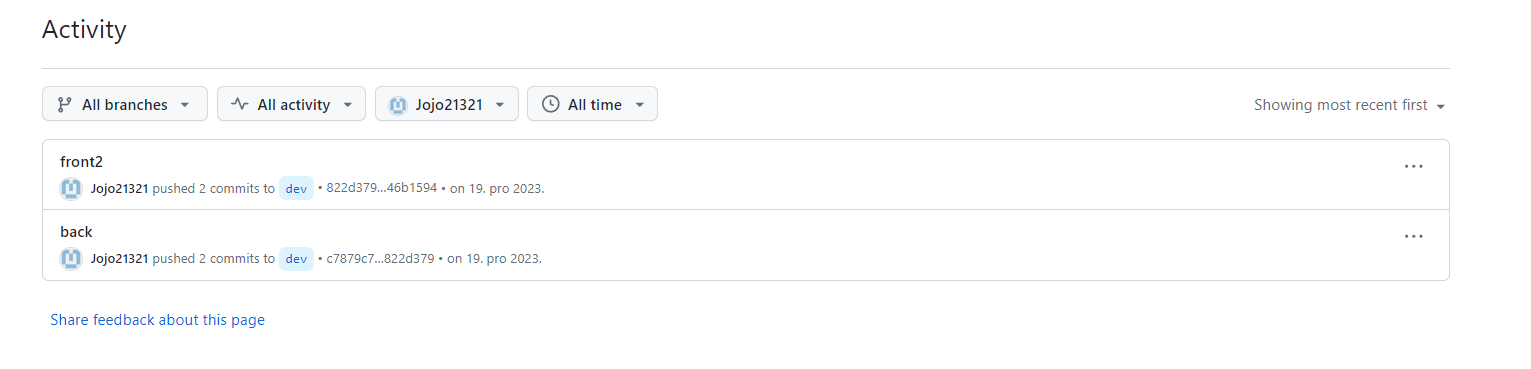 Activity
All branches All activity Jojo21321 All time Showing most recent first
front2
Jojo21321 pushed 2 commits to dev • 822d379...46b1594 • on 19. pro 2023.
back
Jojo21321 pushed 2 commits to dev • c7879c7...822d379 • on 19. pro 2023.
Share feedback about this page